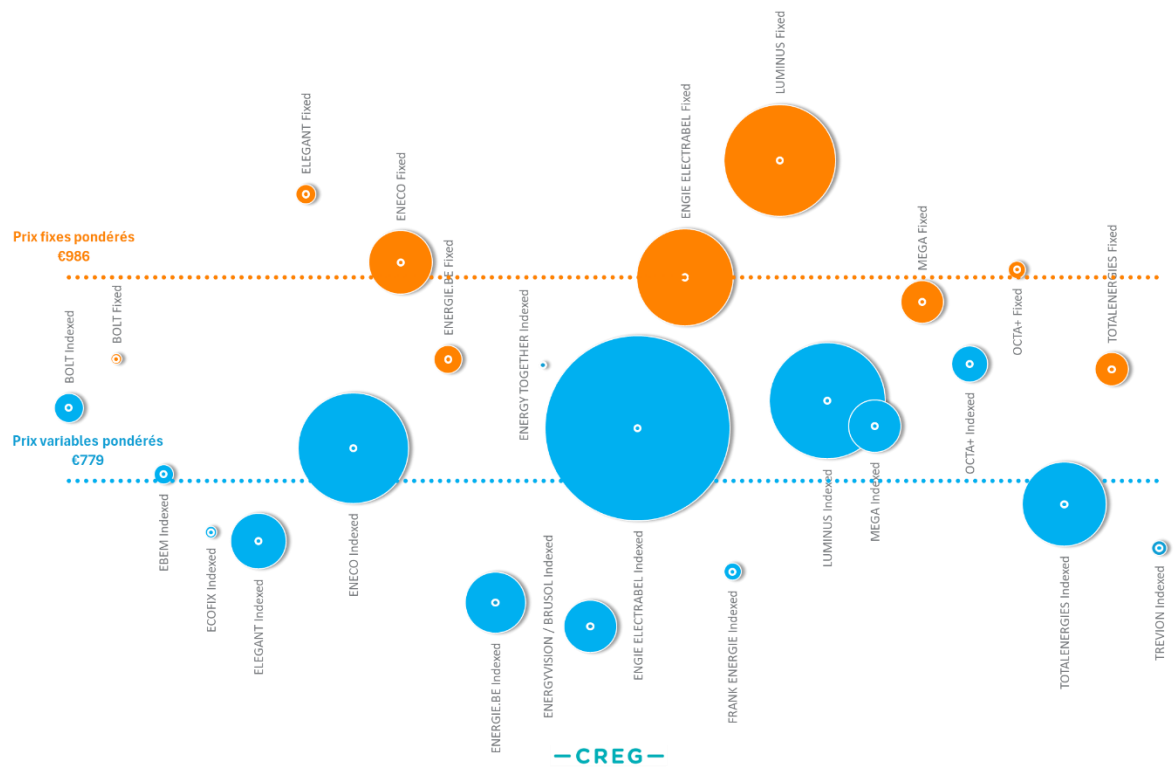 LUMINUS Fixed
ENGIE ELECTRABEL Fixed
ELEGANT Fixed
ENECO Fixed
MEGA Fixed
Prix fixes pondérés
€986
ENERGIE.BE Fixed
TOTALENERGIES Fixed
OCTA+ Fixed
BOLT Fixed
BOLT Indexed
ENERGY TOGETHER Indexed
Prix variables pondérés
€779
OCTA+ Indexed
EBEM Indexed
ECOFIX Indexed
ELEGANT Indexed
ENECO Indexed
LUMINUS Indexed
MEGA Indexed
ENERGIE.BE Indexed
ENERGYVISION / BRUSOL Indexed
ENGIE ELECTRABEL Indexed
FRANK ENERGIE Indexed
TOTALENERGIES Indexed
TREVION Indexed
CREG